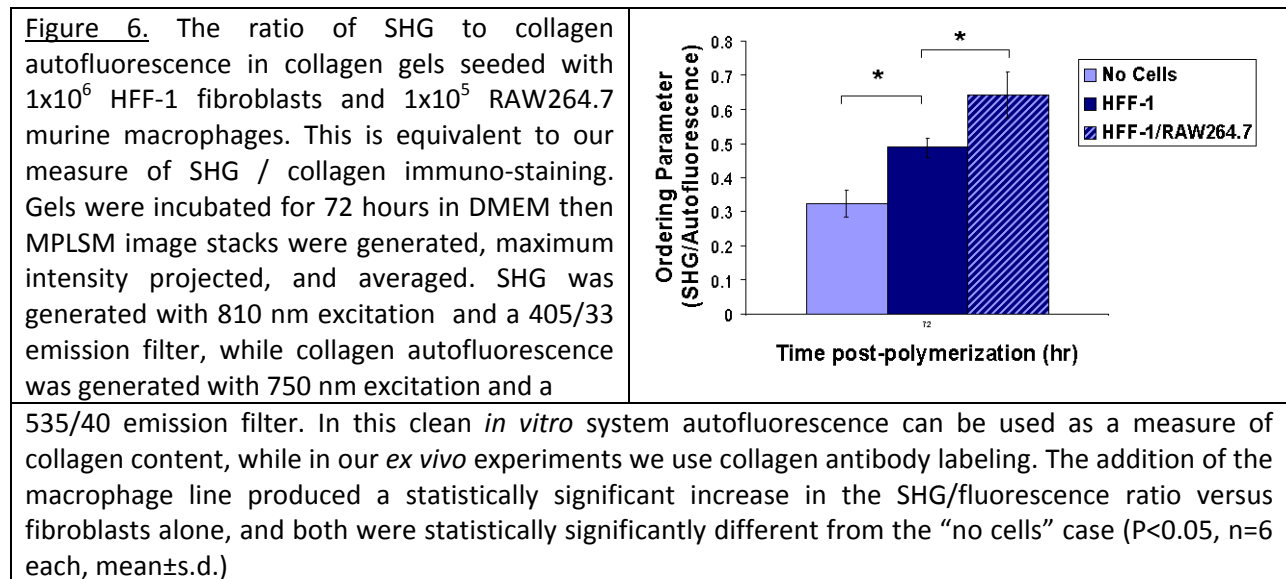 Figure 6. The ratio of SHG to collagen
autofluorescence in collagen gels seeded with
1x10⁶ HFF-1 fibroblasts and 1x10⁵ RAW264.7
murine macrophages. This is equivalent to our
measure of SHG / collagen immuno-staining.
Gels were incubated for 72 hours in DMEM then
MPLSM image stacks were generated, maximum
intensity projected, and averaged. SHG was
generated with 810 nm excitation and a 405/33
emission filter, while collagen autofluorescence
was generated with 750 nm excitation and a
Ordering Parameter
(SHG/Autofluorescence)
0.8
0.7
0.6
0.5
0.4
0.3
0.2
0.1
0
*
*
72
Time post-polymerization (hr)
No Cells
HFF-1
HFF-1/RAW264.7
535/40 emission filter. In this clean in vitro system autofluorescence can be used as a measure of
collagen content, while in our ex vivo experiments we use collagen antibody labeling. The addition of the
macrophage line produced a statistically significant increase in the SHG/fluorescence ratio versus
fibroblasts alone, and both were statistically significantly different from the “no cells” case (P<0.05, n=6
each, mean±s.d.)